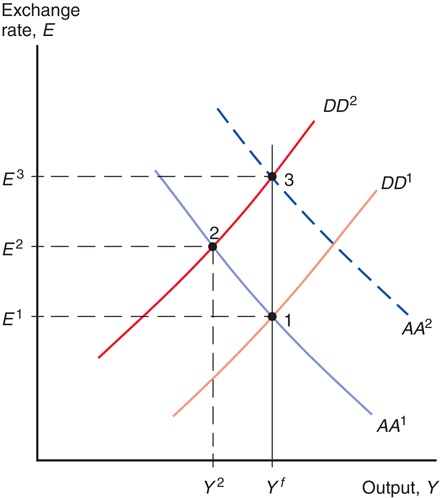 Exchange
rate, E
DD²
DD¹
E³
3
2
E²
E¹
1
AA²
AA¹
Y²
Yᶠ
Output, Y